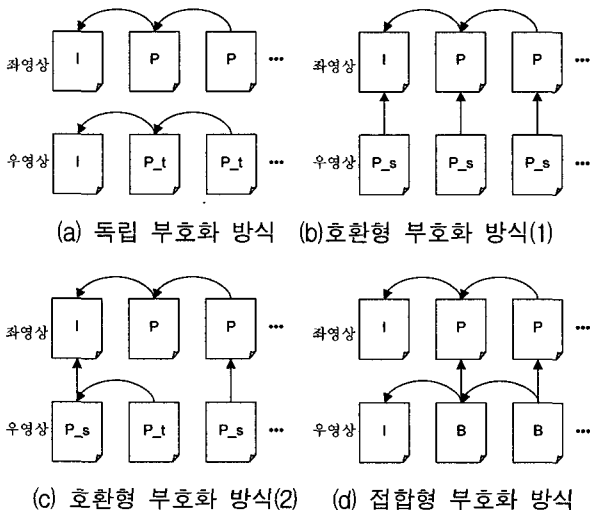 좌영상 I P P ··· 좌영상 I P P ···
우영상 I P_t P_t ··· 우영상 P_s P_s P_s ···
(a) 독립 부호화 방식 (b)호환형 부호화 방식(1)
좌영상 I P P ··· 좌영상 I P P ···
우영상 P_s P_t P_s ··· 우영상 I B B ···
(c) 호환형 부호화 방식(2) (d) 접합형 부호화 방식